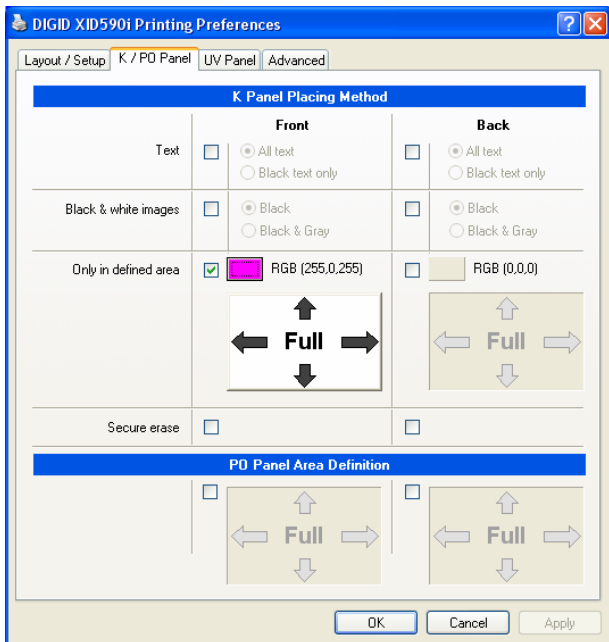 DIGID XID590i Printing Preferences
Layout / Setup K / PO Panel UV Panel Advanced
K Panel Placing Method
Front Back
Text All text All text
Black text only Black text only
Black & white images Black Black
Black & Gray Black & Gray
Only in defined area RGB (255,0,255) RGB (0,0,0)
Full Full
Secure erase
PO Panel Area Definition
Full Full
OK Cancel Apply